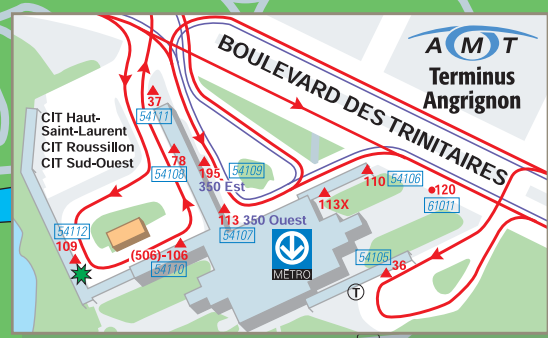 AMT
Terminus
Angrignon
BOULEVARD DES TRINITAIRES
CIT Haut-
Saint-Laurent
CIT Roussillon
CIT Sud-Ouest
37
54111
78
54108
195
350 Est
54109
110
54106
120
61011
113X
113 350 Ouest
54107
54112
109
(506)-106
54110
MÉTRO
54105
36
T